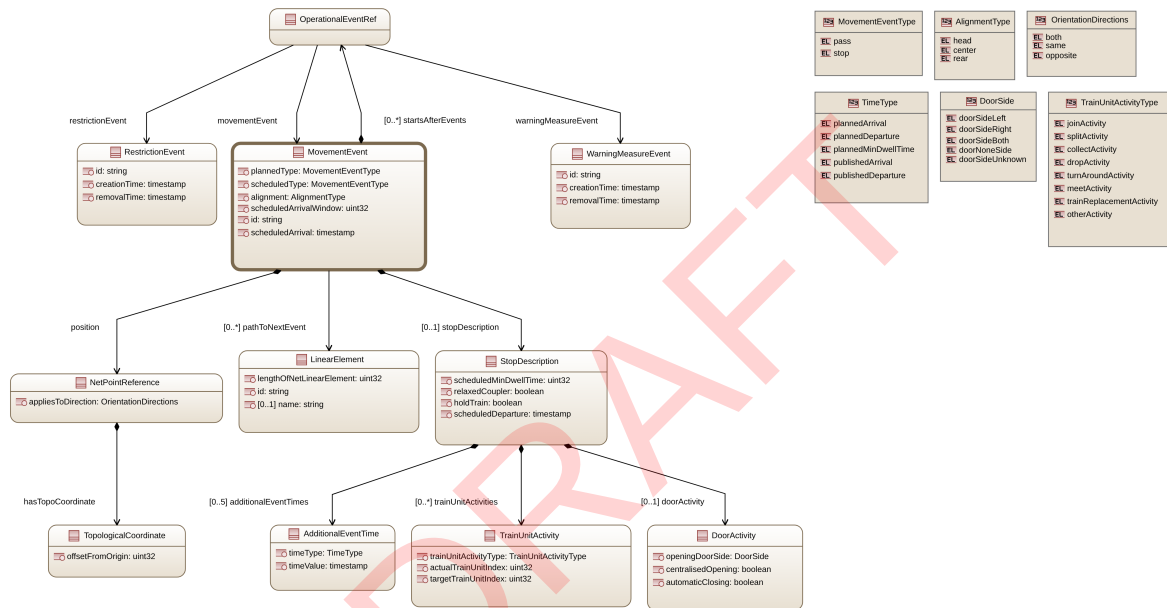 OperationalEventRef
MovementEventType
pass
stop
AlignmentType
head
center
rear
OrientationDirections
both
same
opposite
TimeType
plannedArrival
plannedDeparture
plannedMinDwellTime
publishedArrival
publishedDeparture
DoorSide
doorSideLeft
doorSideRight
doorSideBoth
doorNoneSide
doorSideUnknown
TrainUnitActivityType
joinActivity
splitActivity
collectActivity
dropActivity
turnAroundActivity
meetActivity
trainReplacementActivity
otherActivity
restrictionEvent
movementEvent
[0..*] startsAfterEvents
warningMeasureEvent
RestrictionEvent
id: string
creationTime: timestamp
removalTime: timestamp
MovementEvent
plannedType: MovementEventType
scheduledType: MovementEventType
alignment: AlignmentType
scheduledArrivalWindow: uint32
id: string
scheduledArrival: timestamp
WarningMeasureEvent
id: string
creationTime: timestamp
removalTime: timestamp
position
[0..*] pathToNextEvent
[0..1] stopDescription
NetPointReference
appliesToDirection: OrientationDirections
LinearElement
lengthOfNetLinearElement: uint32
id: string
[0..1] name: string
StopDescription
scheduledMinDwellTime: uint32
relaxedCoupler: boolean
holdTrain: boolean
scheduledDeparture: timestamp
hasTopoCoordinate
[0..5] additionalEventTimes
[0..*] trainUnitActivities
[0..1] doorActivity
TopologicalCoordinate
offsetFromOrigin: uint32
AdditionalEventTime
timeType: TimeType
timeValue: timestamp
TrainUnitActivity
trainUnitActivityType: TrainUnitActivityType
actualTrainUnitIndex: uint32
targetTrainUnitIndex: uint32
DoorActivity
openingDoorSide: DoorSide
centralisedOpening: boolean
automaticClosing: boolean
DRAFT